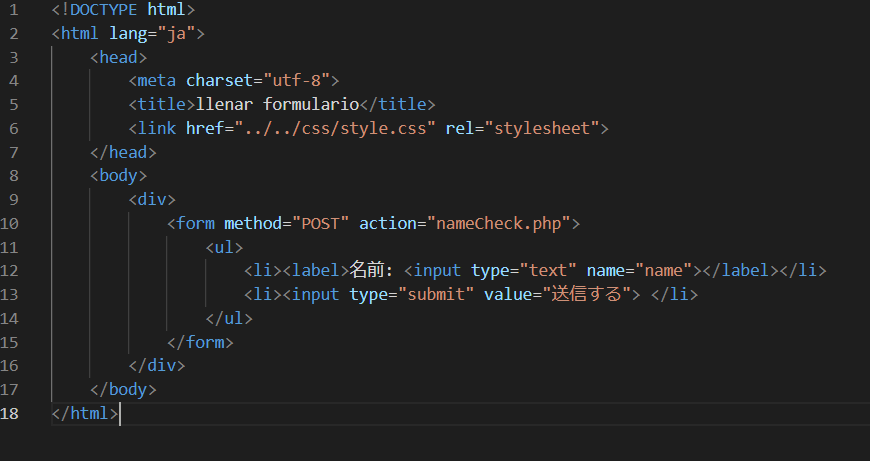 1 <!DOCTYPE html>
2 <html lang="ja">
3 <head>
4 <meta charset="utf-8">
5 <title>llenar formulario</title>
6 <link href="../../css/style.css" rel="stylesheet">
7 </head>
8 <body>
9 <div>
10 <form method="POST" action="nameCheck.php">
11 <ul>
12 <li><label>名前: <input type="text" name="name"></label></li>
13 <li><input type="submit" value="送信する"> </li>
14 </ul>
15 </form>
16 </div>
17 </body>
18 </html>